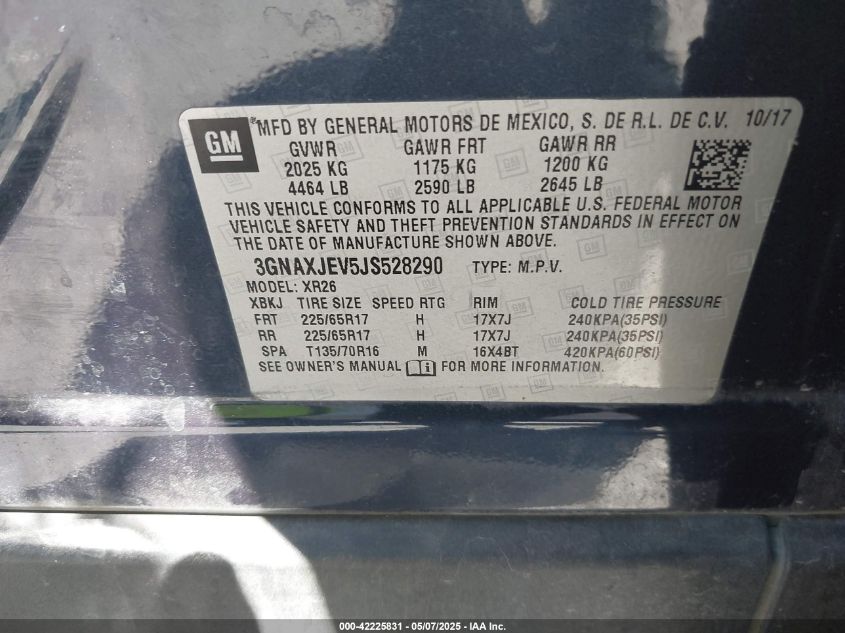 GM ®MFD BY GENERAL MOTORS DE MEXICO, S. DE R.L. DE C.V. 10/17
GVWR GAWR FRT GAWR RR
2025 KG 1175 KG 1200 KG
4464 LB 2590 LB 2645 LB
THIS VEHICLE CONFORMS TO ALL APPLICABLE U.S. FEDERAL MOTOR
VEHICLE SAFETY AND THEFT PREVENTION STANDARDS IN EFFECT ON
THE DATE OF MANUFACTURE SHOWN ABOVE.
3GNAXJEV5JS528290 TYPE: M.P.V.
MODEL: XR26
XBKJ TIRE SIZE SPEED RTG RIM COLD TIRE PRESSURE
FRT 225/65R17 H 17X7J 240KPA(35PSI)
RR 225/65R17 H 17X7J 240KPA(35PSI)
SPA T135/70R16 M 16X4BT 420KPA(60PSI)
SEE OWNER'S MANUAL FOR MORE INFORMATION.
000-42225831 - 05/07/2025 - IAA Inc.